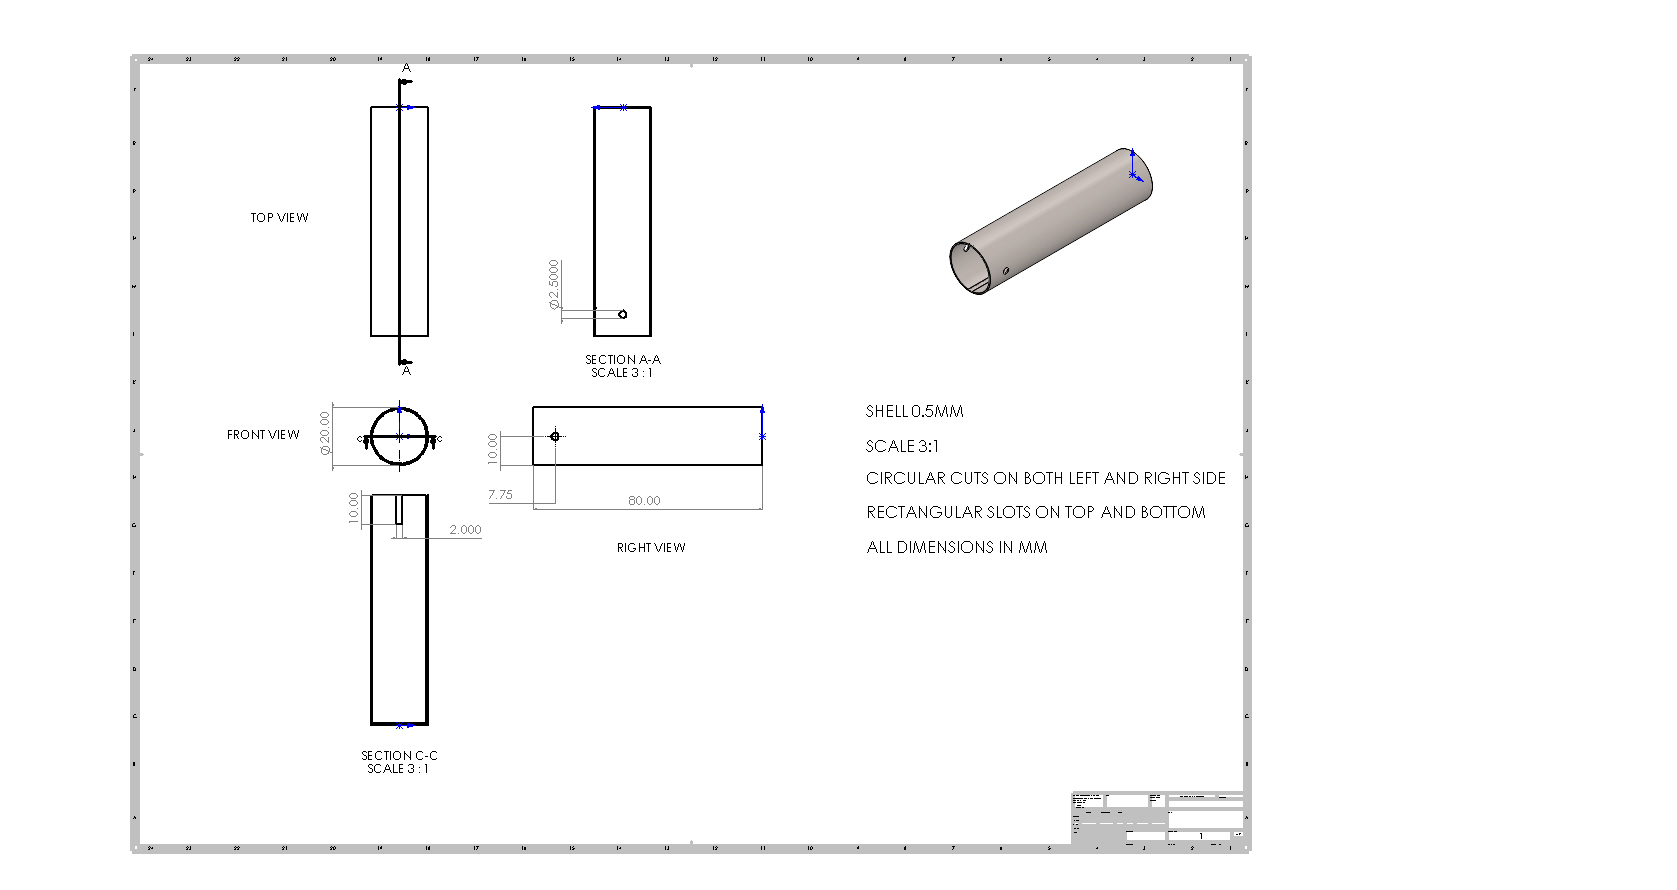 A
TOP VIEW
A
Ø2.5000
SECTION A-A
SCALE 3 : 1
FRONT VIEW
Ø20.00
C
C
10.00
7.75
80.00
RIGHT VIEW
10.00
2.000
SECTION C-C
SCALE 3 : 1
SHELL 0.5MM
SCALE 3:1
CIRCULAR CUTS ON BOTH LEFT AND RIGHT SIDE
RECTANGULAR SLOTS ON TOP AND BOTTOM
ALL DIMENSIONS IN MM
1